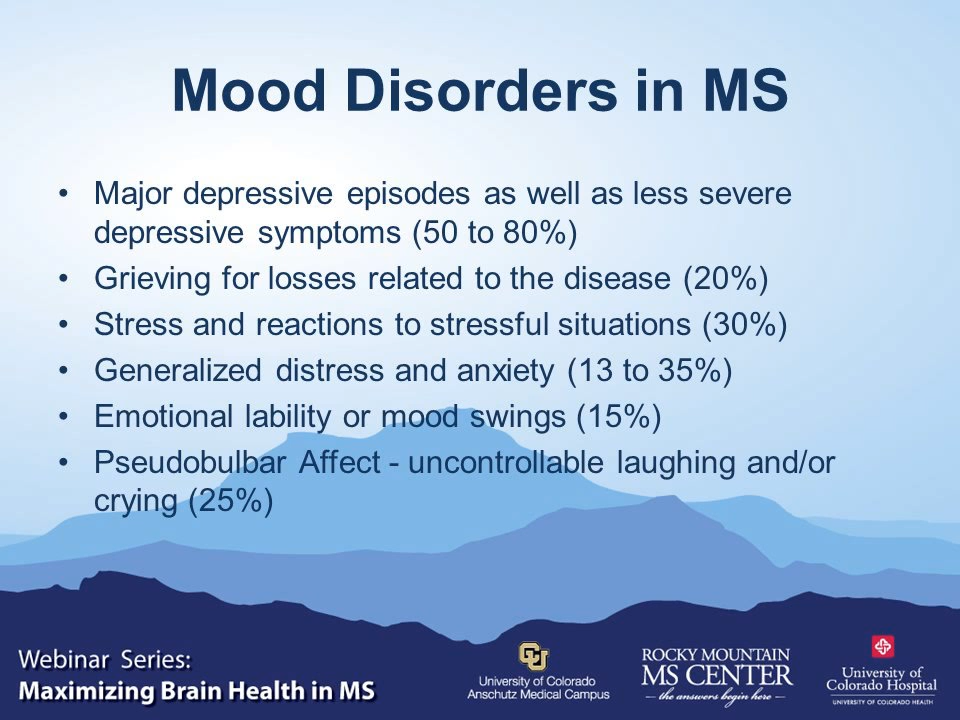 Mood Disorders in MS
• Major depressive episodes as well as less severe
depressive symptoms (50 to 80%)
• Grieving for losses related to the disease (20%)
• Stress and reactions to stressful situations (30%)
• Generalized distress and anxiety (13 to 35%)
• Emotional lability or mood swings (15%)
• Pseudobulbar Affect - uncontrollable laughing and/or
crying (25%)
Webinar Series:
Maximizing Brain Health in MS
CU
University of Colorado
Anschutz Medical Campus
ROCKY MOUNTAIN
MS CENTER
the answers begin here
University of
Colorado Hospital
UNIVERSITY OF COLORADO HEALTH